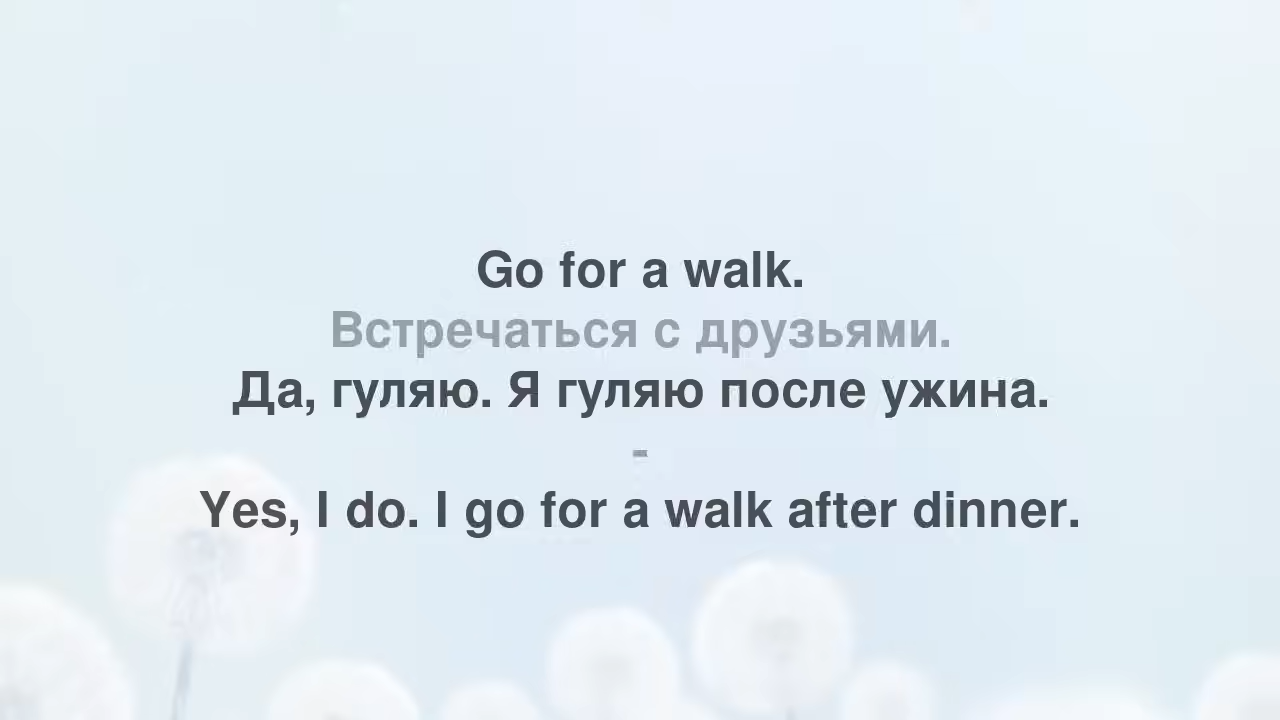 Go for a walk.
Встречаться с друзьями.
Да, гуляю. Я гуляю после ужина.
-
Yes, I do. I go for a walk after dinner.